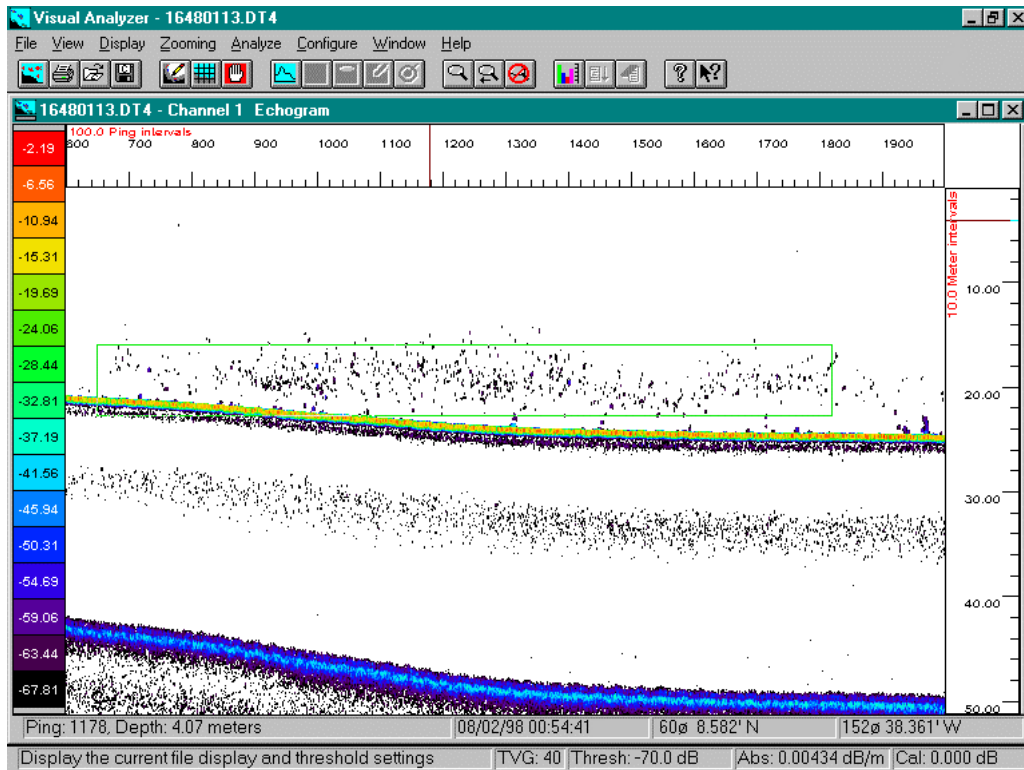 Visual Analyzer - 16480113.DT4
File View Display Zooming Analyze Configure Window Help
16480113.DT4 - Channel 1 Echogram
100.0 Ping intervals
600 700 800 900 1000 1100 1200 1300 1400 1500 1600 1700 1800 1900
-2.19
-6.56
-10.94
-15.31
-19.69
-24.06
-28.44
-32.81
-37.19
-41.56
-45.94
-50.31
-54.69
-59.06
-63.44
-67.81
10.0 Meter intervals
10.00
20.00
30.00
40.00
50.00
Ping: 1178, Depth: 4.07 meters 08/02/98 00:54:41 60ø 8.582' N 152ø 38.361' W
Display the current file display and threshold settings TVG: 40 Thresh: -70.0 dB Abs: 0.00434 dB/m Cal: 0.000 dB